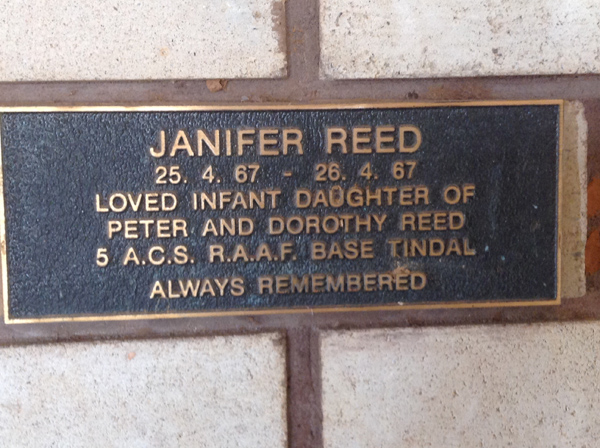 JANIFER REED
25. 4. 67 - 26. 4. 67
LOVED INFANT DAUGHTER OF
PETER AND DOROTHY REED
5 A.C.S. R.A.A.F. BASE TINDAL
ALWAYS REMEMBERED